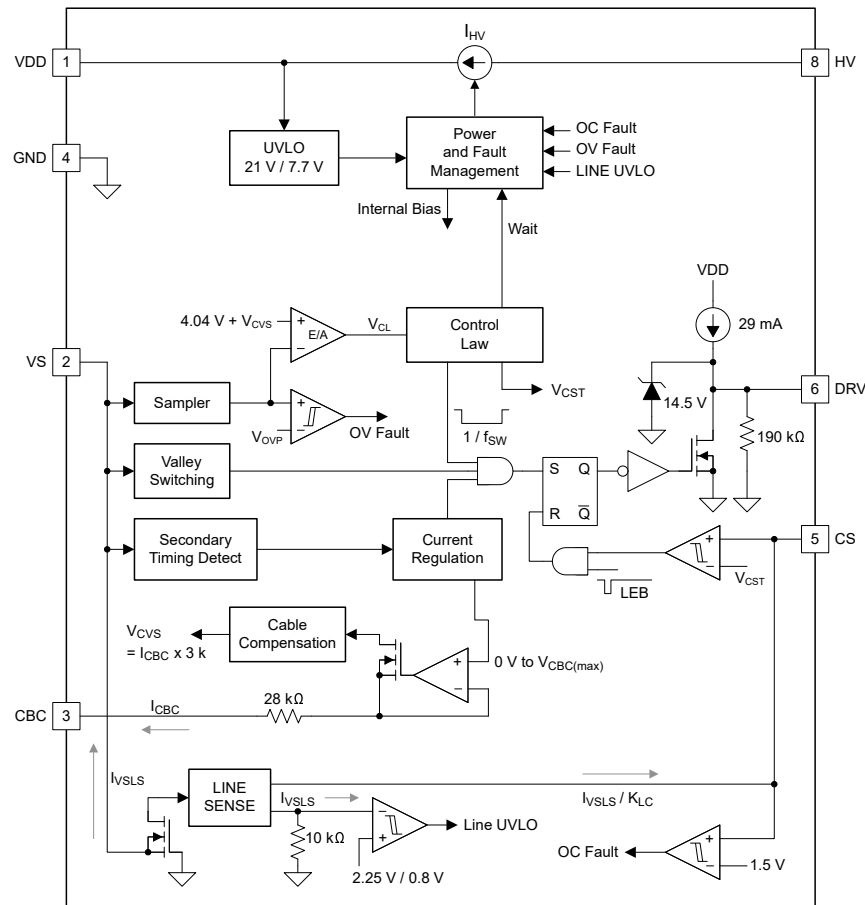 I_HV
VDD
1
8
HV
GND
4
UVLO
21 V / 7.7 V
Power
and Fault
Management
OC Fault
OV Fault
LINE UVLO
Internal Bias
Wait
VDD
29 mA
4.04 V + V_CVS
+
−
E/A
V_CL
Control
Law
VS
2
Sampler
+
−
V_OVP
OV Fault
V_CST
1 / f_SW
14.5 V
6
DRV
190 kΩ
Valley
Switching
S
Q
R
Q̅
Secondary
Timing Detect
Current
Regulation
LEB
+
−
V_CST
5
CS
V_CVS
= I_CBC x 3 k
Cable
Compensation
+
−
0 V to V_CBC(max)
CBC
3
I_CBC
28 kΩ
I_VSLS
LINE
SENSE
I_VSLS
I_VSLS / K_LC
10 kΩ
−
+
Line UVLO
2.25 V / 0.8 V
OC Fault
+
−
1.5 V